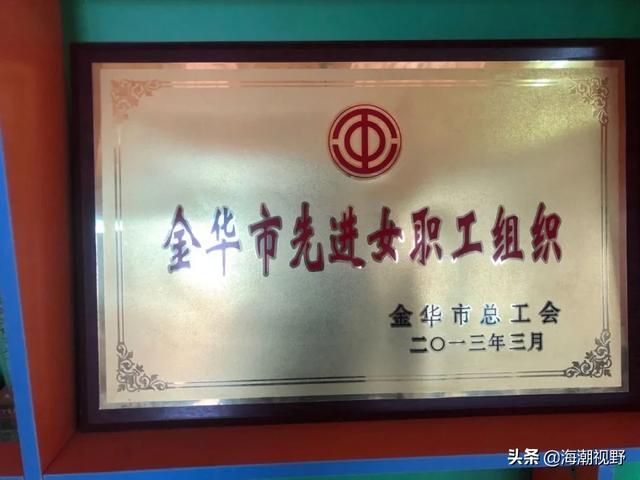 金华市先进女职工组织
金华市总工会
二〇一三年三月
头条 @海潮视野